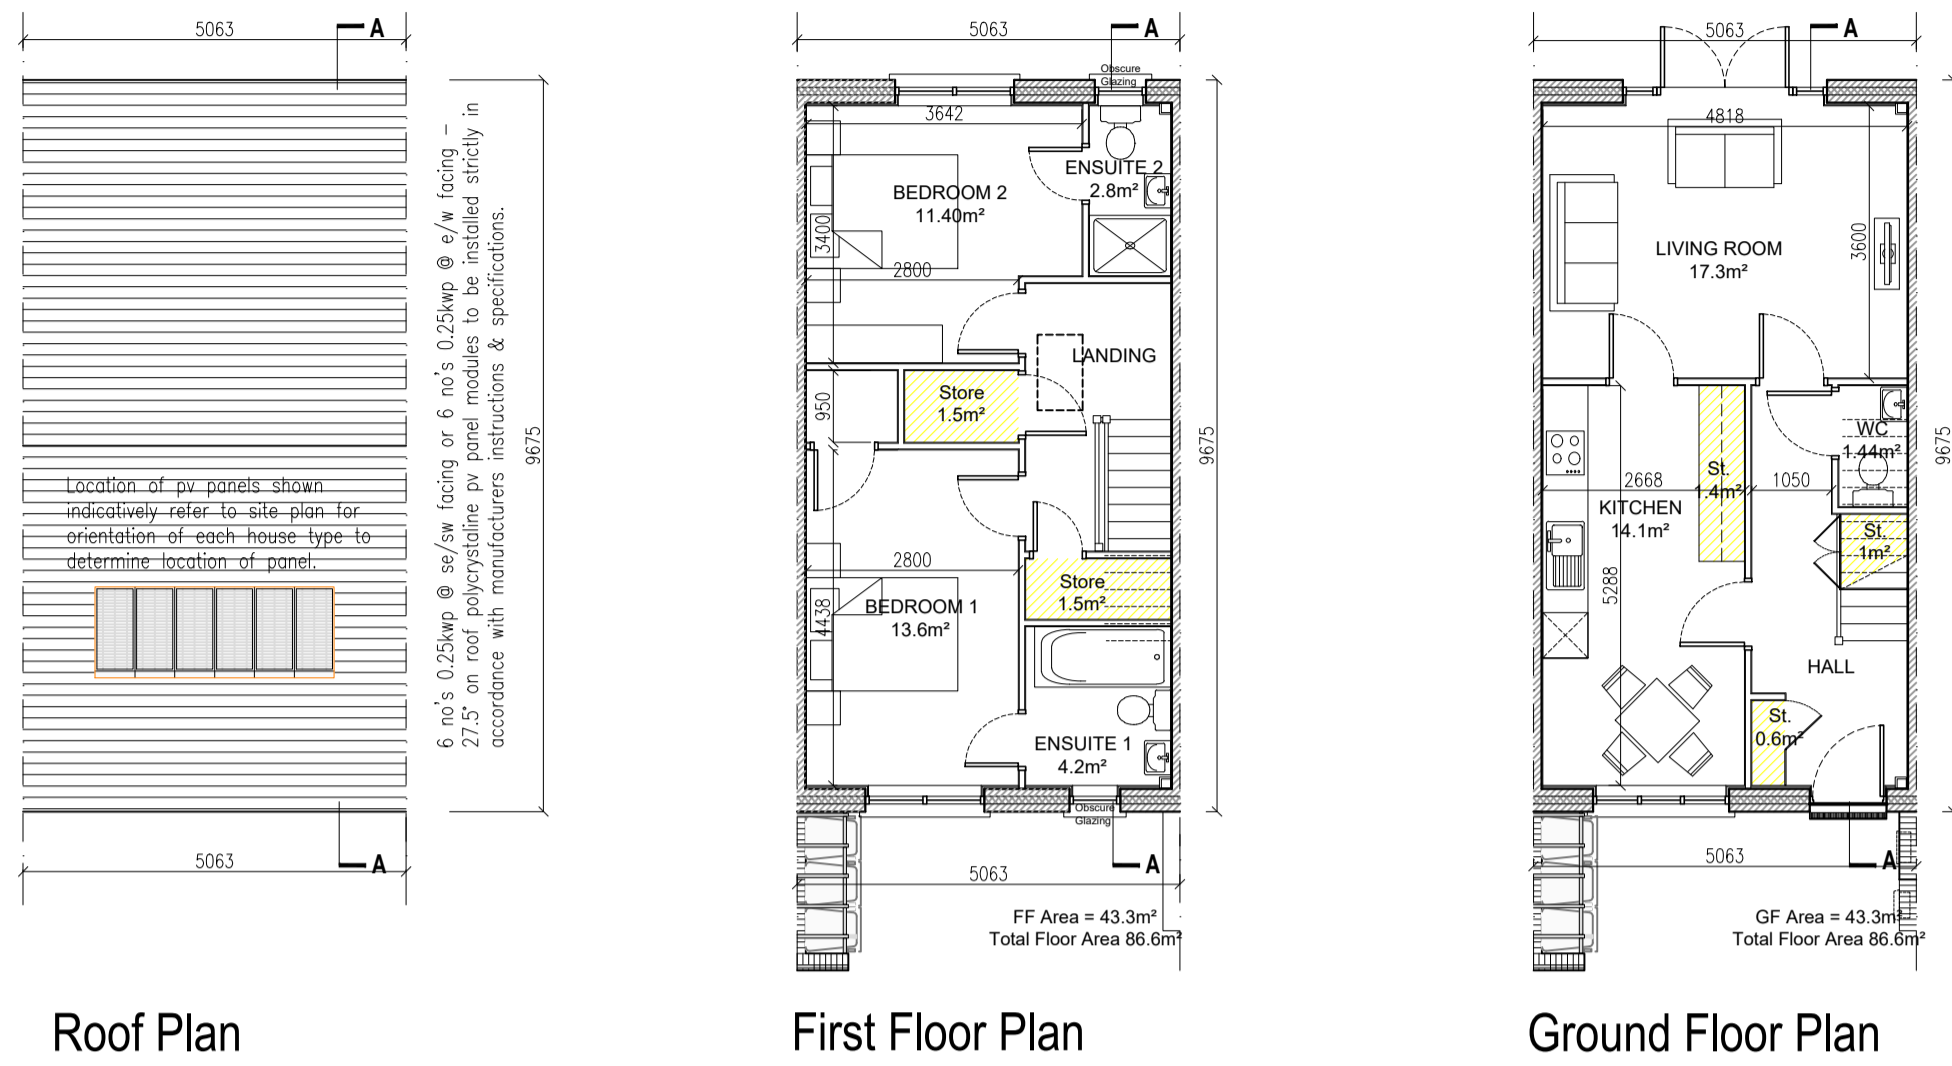 5063
A
Location of pv panels shown
indicatively refer to site plan for
orientation of each house type to
determine location of panel.
6 no's 0.25kwp @ se/sw facing or 6 no's 0.25kwp @ e/w facing –
27.5° on roof polycrystaline pv panel modules to be installed strictly in
accordance with manufacturers instructions & specifications.
9675
5063
A
Roof Plan
5063
A
Obscure
Glazing
3642
ENSUITE 2
2.8m²
BEDROOM 2
11.40m²
3400
2800
LANDING
Store
1.5m²
950
9675
2800
Store
1.5m²
BEDROOM 1
13.6m²
4438
ENSUITE 1
4.2m²
Obscure
Glazing
A
5063
FF Area = 43.3m²
Total Floor Area 86.6m²
First Floor Plan
5063
A
4818
LIVING ROOM
17.3m²
3600
WC
1.44m²
9675
St.
1.4m²
2668
1050
KITCHEN
14.1m²
St.
1m²
5288
HALL
St.
0.6m²
5063
A
GF Area = 43.3m²
Total Floor Area 86.6m²
Ground Floor Plan